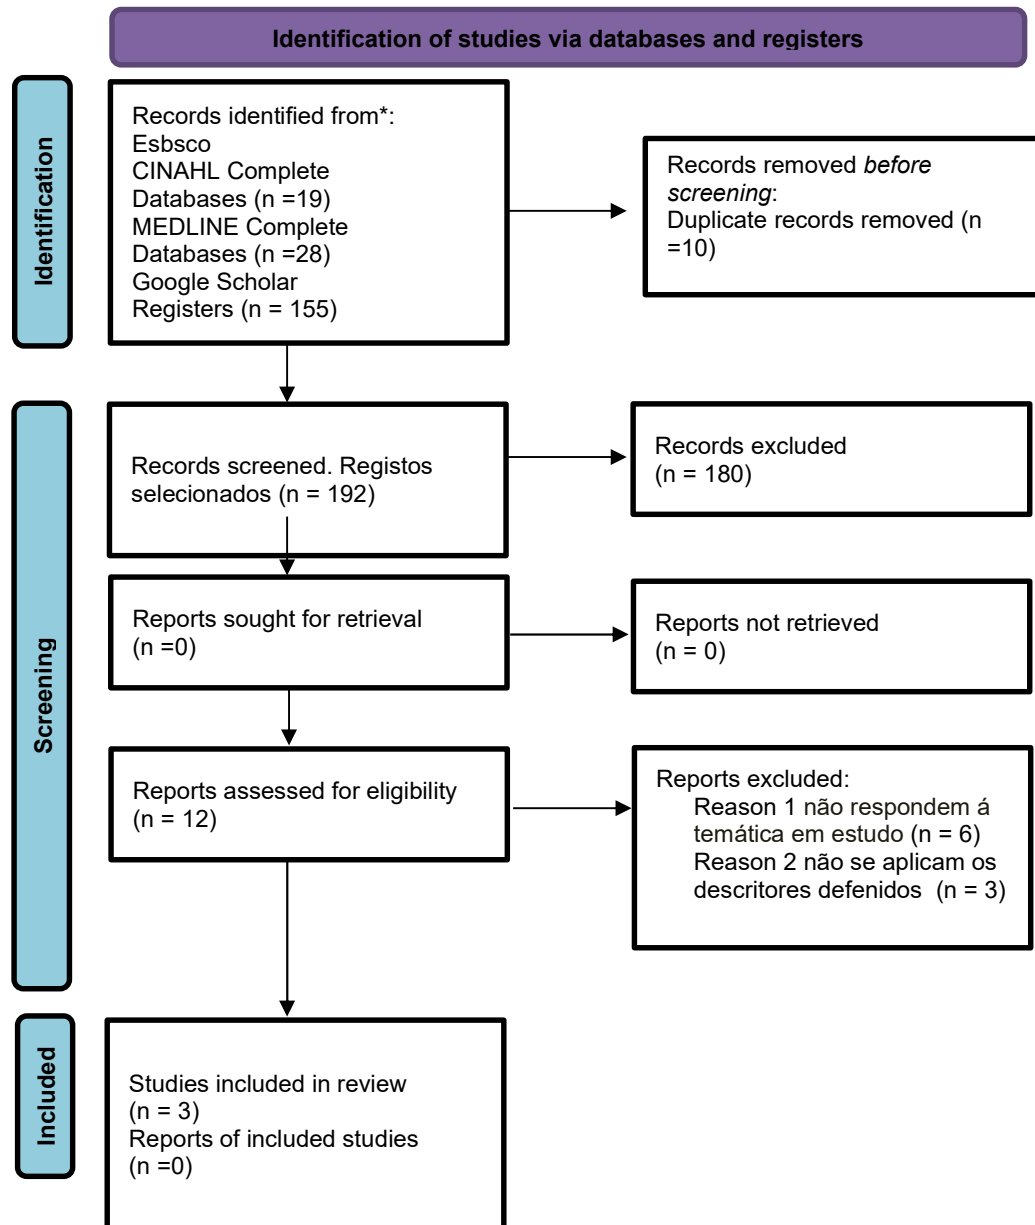 Identification of studies via databases and registers
Identification
Records identified from*:
Esbsco
CINAHL Complete
Databases (n =19)
MEDLINE Complete
Databases (n =28)
Google Scholar
Registers (n = 155)
Records removed before
screening:
Duplicate records removed (n
=10)
Screening
Records screened. Registos
selecionados (n = 192)
Records excluded
(n = 180)
Reports sought for retrieval
(n =0)
Reports not retrieved
(n = 0)
Reports assessed for eligibility
(n = 12)
Reports excluded:
Reason 1 não respondem á
temática em estudo (n = 6)
Reason 2 não se aplicam os
descritores defenidos  (n = 3)
Included
Studies included in review
(n = 3)
Reports of included studies
(n =0)